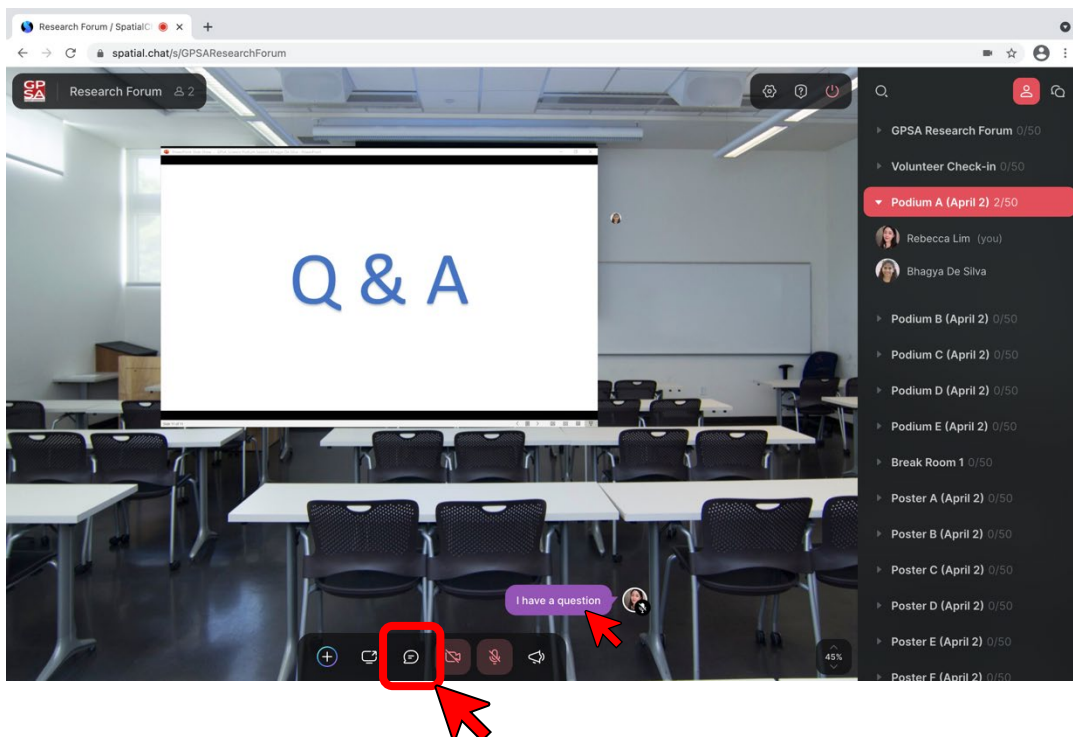 Research Forum / SpatialC
spatial.chat/s/GPSAResearchForum
GP
SA
Research Forum 2
Q & A
I have a question
45%
GPSA Research Forum 0/50
Volunteer Check-in 0/50
Podium A (April 2) 2/50
Rebecca Lim (you)
Bhagya De Silva
Podium B (April 2) 0/50
Podium C (April 2) 0/50
Podium D (April 2) 0/50
Podium E (April 2) 0/50
Break Room 1 0/50
Poster A (April 2) 0/50
Poster B (April 2) 0/50
Poster C (April 2) 0/50
Poster D (April 2) 0/50
Poster E (April 2) 0/50
Poster F (April 2) 0/50